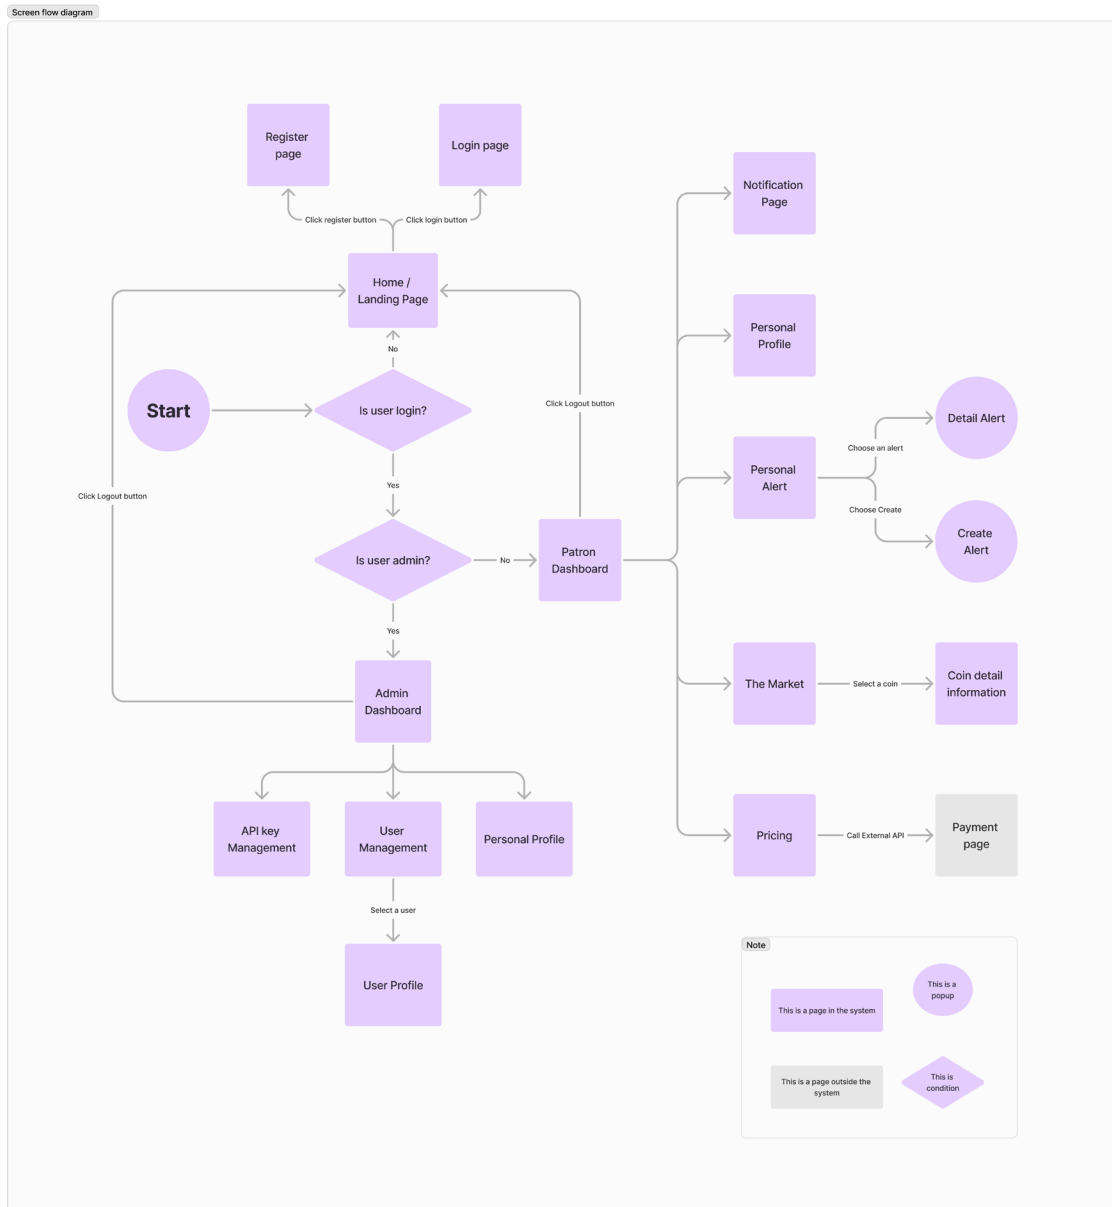 Screen flow diagram
Register
page
Login page
Click register button
Click login button
Home /
Landing Page
No
Start
Is user login?
Click Logout button
Click Logout button
Yes
Is user admin?
No
Patron
Dashboard
Yes
Admin
Dashboard
API key
Management
User
Management
Personal Profile
Select a user
User Profile
Notification
Page
Personal
Profile
Personal
Alert
Choose an alert
Detail Alert
Choose Create
Create
Alert
The Market
Select a coin
Coin detail
information
Pricing
Call External API
Payment
page
Note
This is a page in the system
This is a
popup
This is a page outside the
system
This is
condition